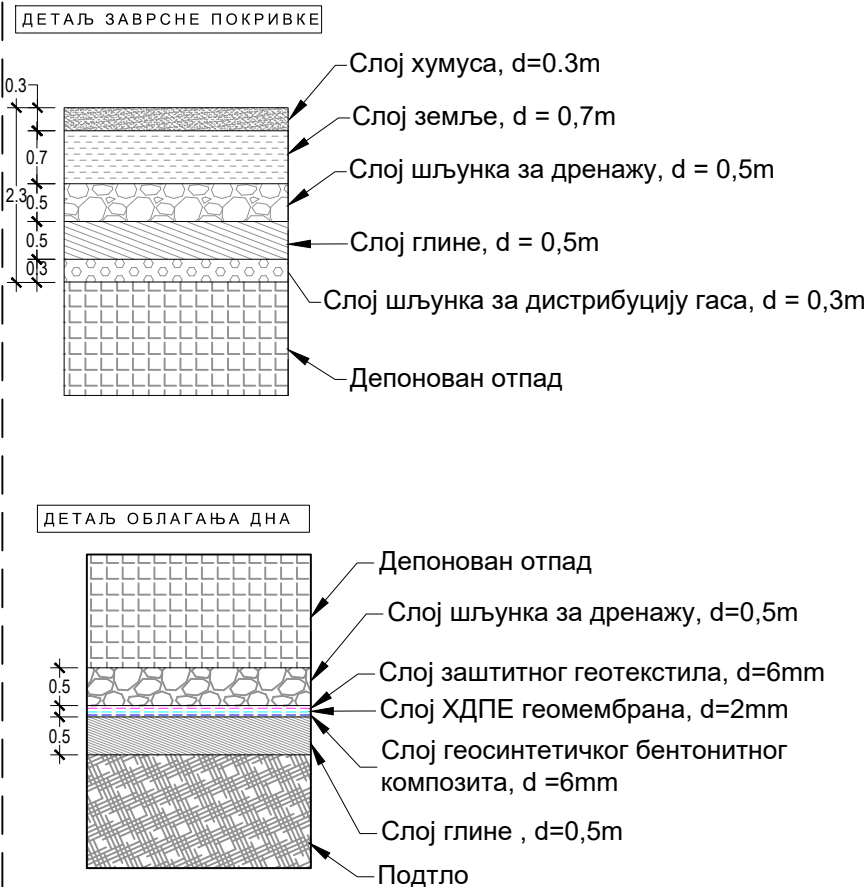 ДЕТАЉ ЗАВРСНЕ ПОКРИВКЕ
Слој хумуса, d=0.3m
0.3
Слој земље, d = 0,7m
0.7
Слој шљунка за дренажу, d = 0,5m
2.3
0.5
Слој глине, d = 0,5m
0.5
0.3
Слој шљунка за дистрибуцију гаса, d = 0,3m
Депонован отпад
ДЕТАЉ ОБЛАГАЊА ДНА
Депонован отпад
Слој шљунка за дренажу, d=0,5m
Слој заштитног геотекстила, d=6mm
0.5
Слој ХДПЕ геомембрана, d=2mm
0.5
Слој геосинтетичког бентонитног
композита, d =6mm
Слој глине , d=0,5m
Подтло